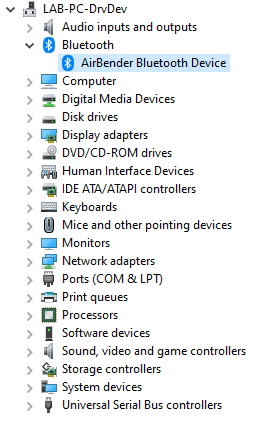 LAB-PC-DrvDev
Audio inputs and outputs
Bluetooth
AirBender Bluetooth Device
Computer
Digital Media Devices
Disk drives
Display adapters
DVD/CD-ROM drives
Human Interface Devices
IDE ATA/ATAPI controllers
Keyboards
Mice and other pointing devices
Monitors
Network adapters
Ports (COM & LPT)
Print queues
Processors
Software devices
Sound, video and game controllers
Storage controllers
System devices
Universal Serial Bus controllers